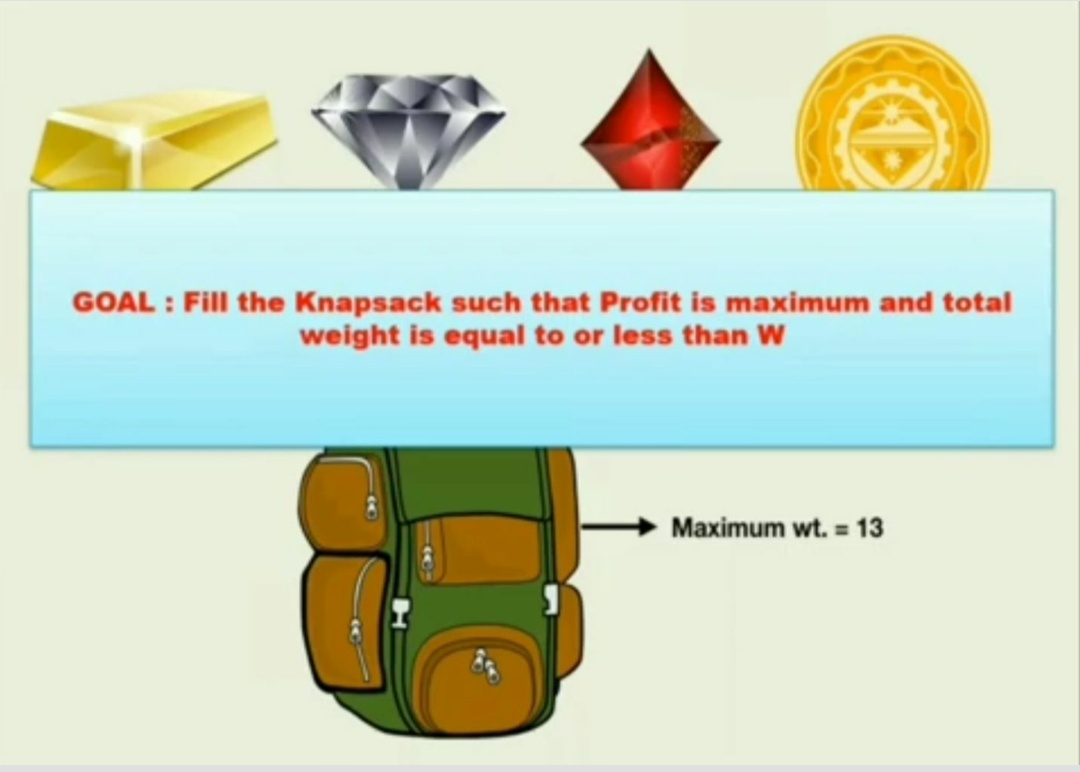 GOAL : Fill the Knapsack such that Profit is maximum and total
weight is equal to or less than W
Maximum wt. = 13